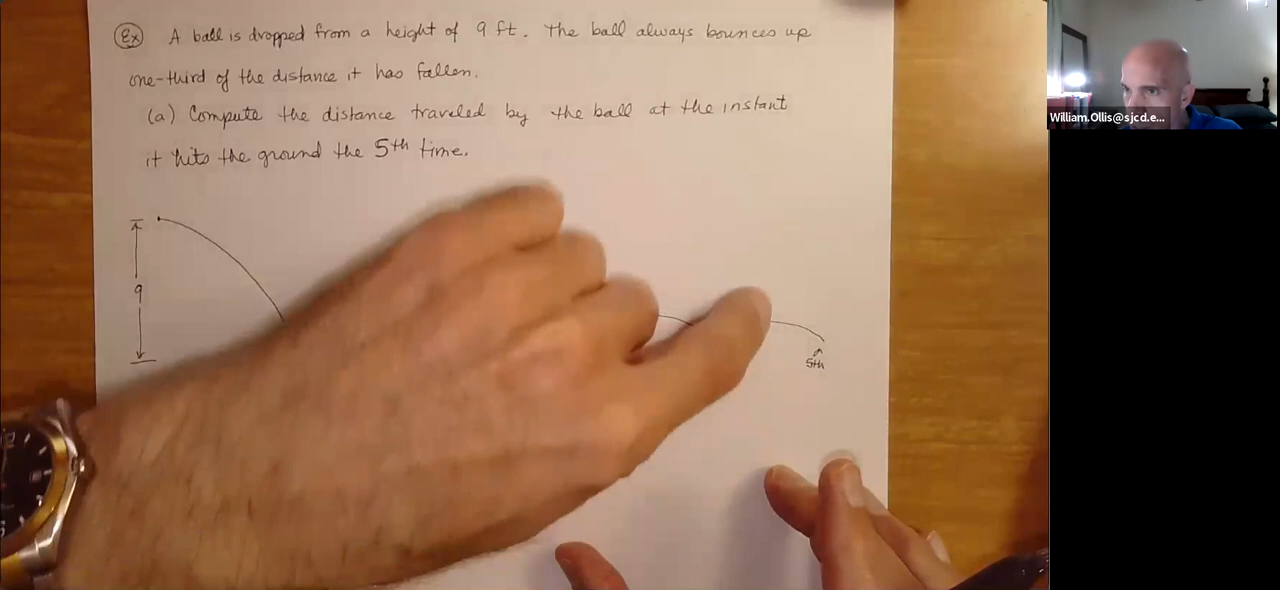 Ex A ball is dropped from a height of 9 ft. The ball always bounces up
one-third of the distance it has fallen.
(a) Compute the distance traveled by the ball at the instant
it hits the ground the 5th time.
9
5th
William.Ollis@sjcd.e...